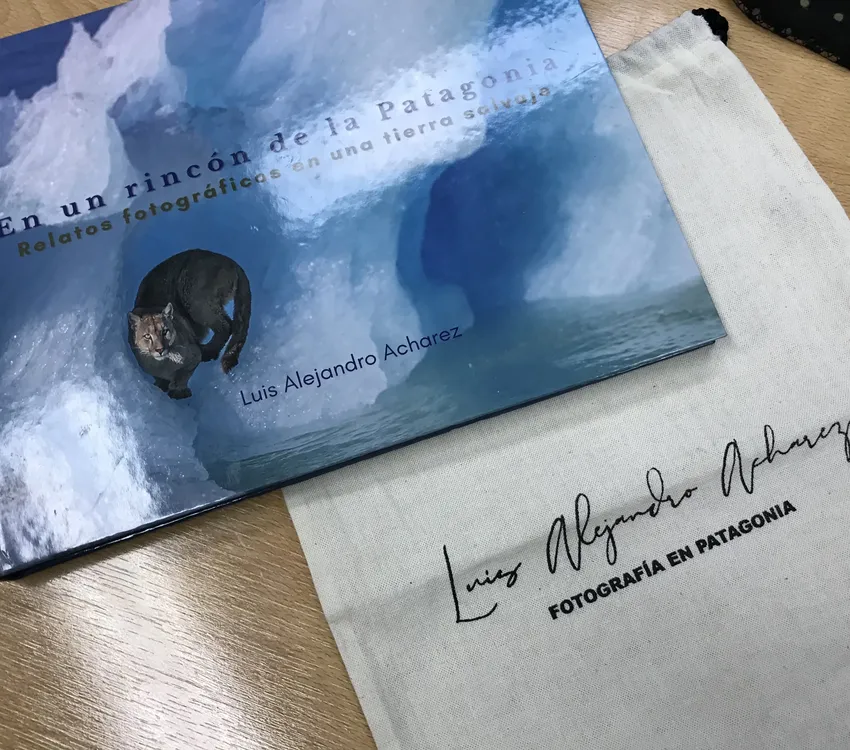 En un rincón de la Patagonia
Relatos fotográficos en una tierra salvaje
Luis Alejandro Acharez
Luis Alejandro Acharez
FOTOGRAFÍA EN PATAGONIA